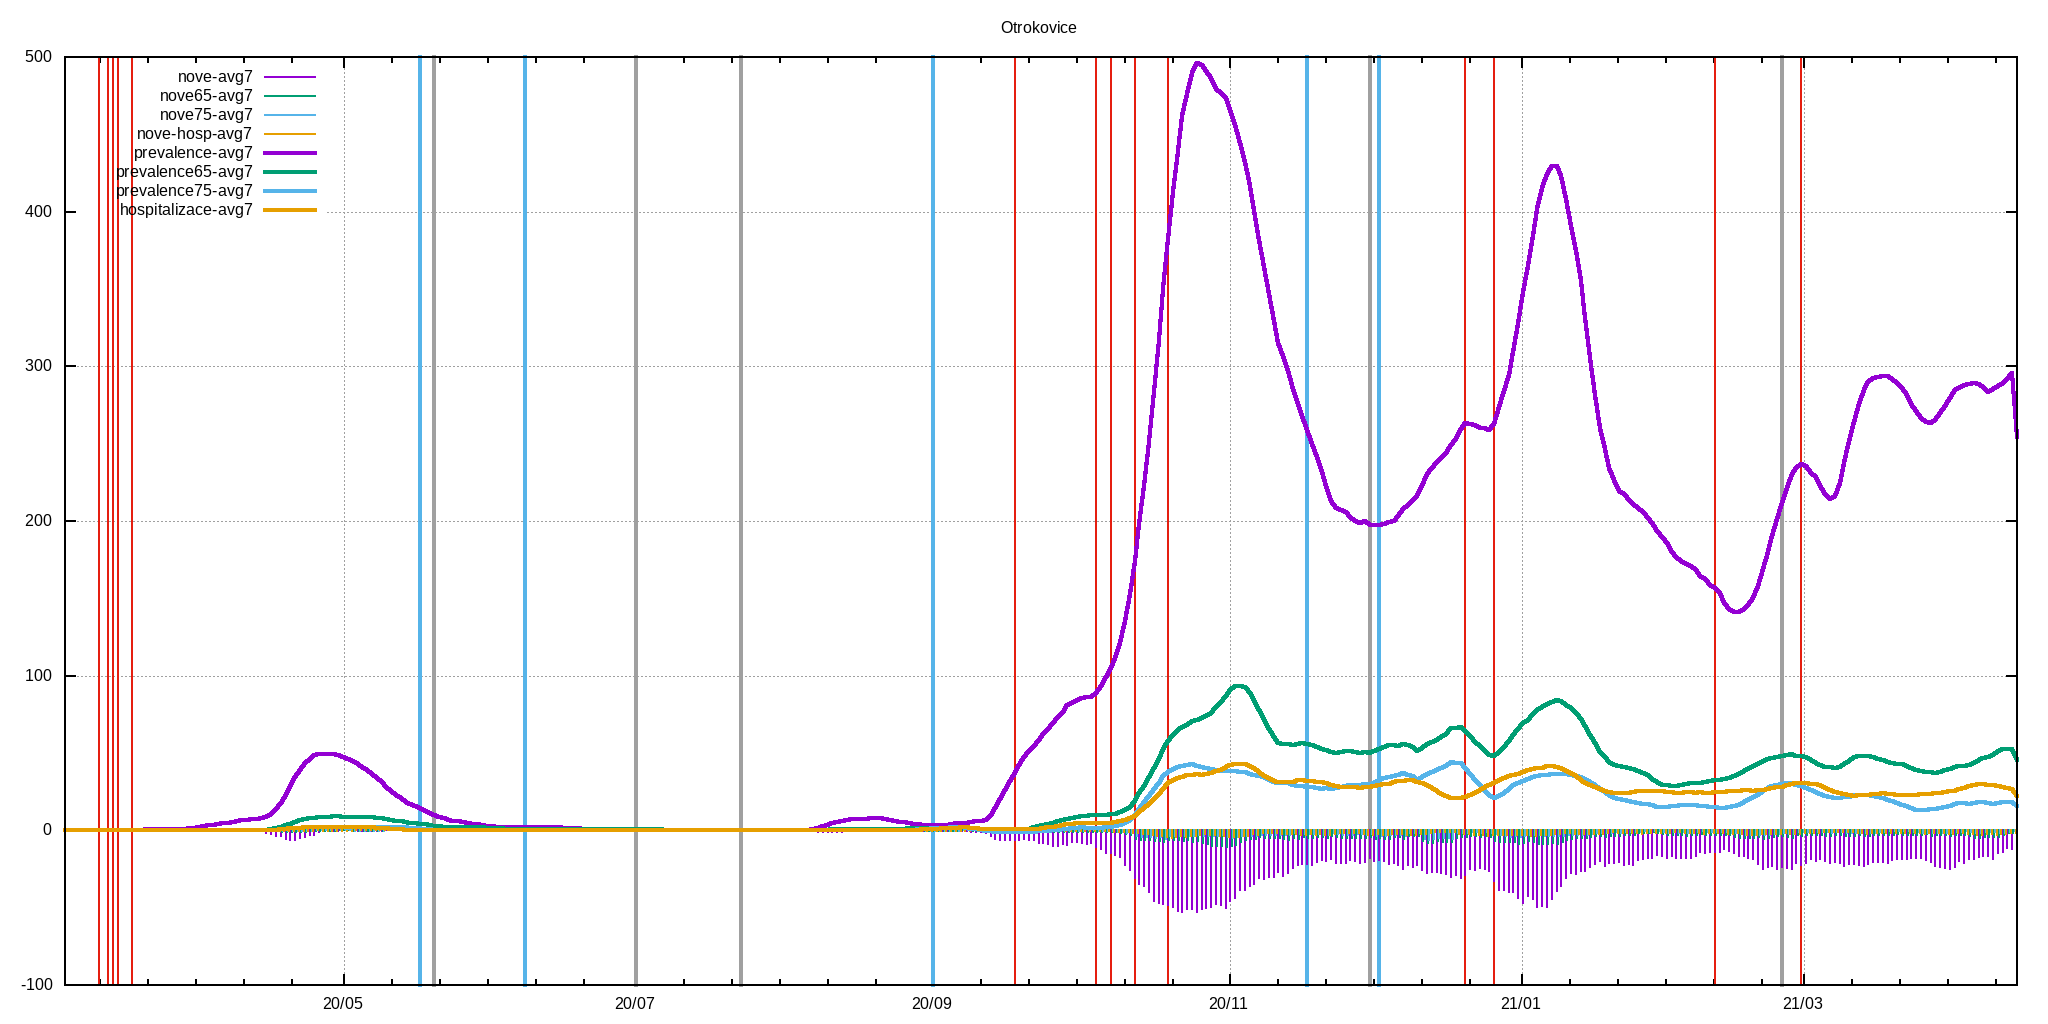 Otrokovice
500
400
300
200
100
0
-100
nove-avg7
nove65-avg7
nove75-avg7
nove-hosp-avg7
prevalence-avg7
prevalence65-avg7
prevalence75-avg7
hospitalizace-avg7
20/05 20/07 20/09 20/11 21/01 21/03